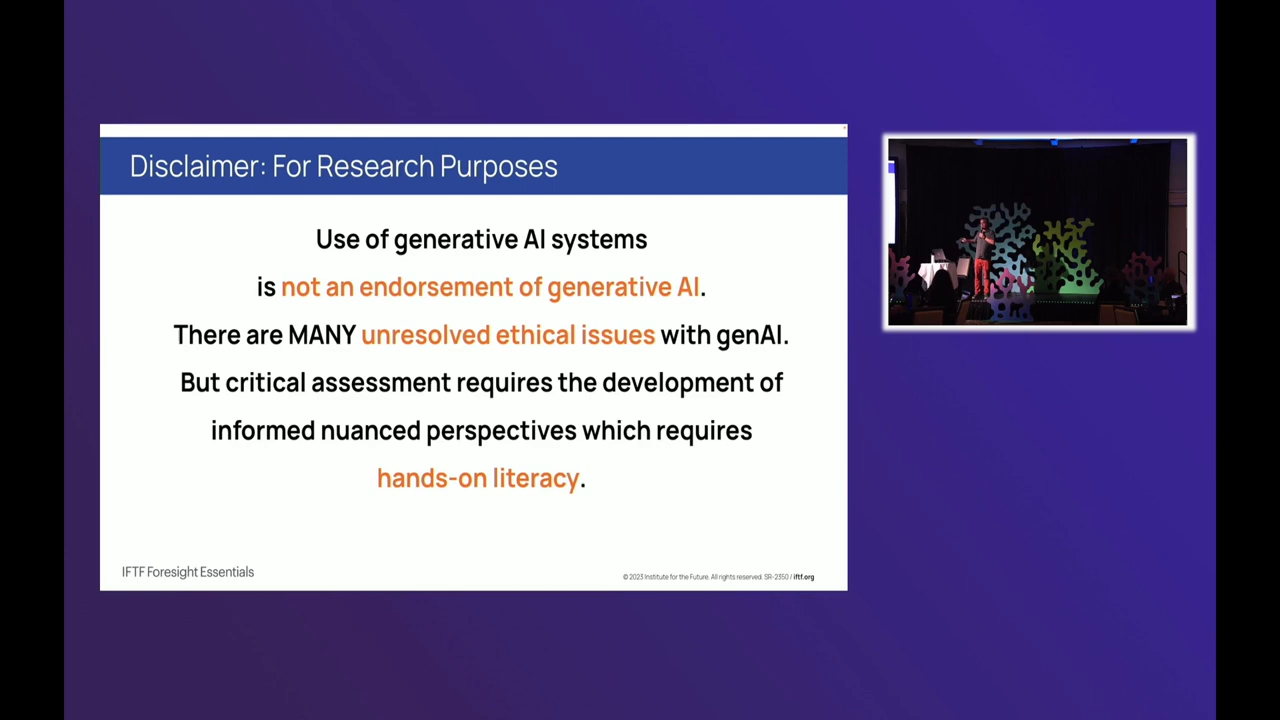 Disclaimer: For Research Purposes
Use of generative AI systems
is not an endorsement of generative AI.
There are MANY unresolved ethical issues with genAI.
But critical assessment requires the development of
informed nuanced perspectives which requires
hands-on literacy.
IFTF Foresight Essentials
© 2023 Institute for the Future. All rights reserved. SR-2350 / iftf.org